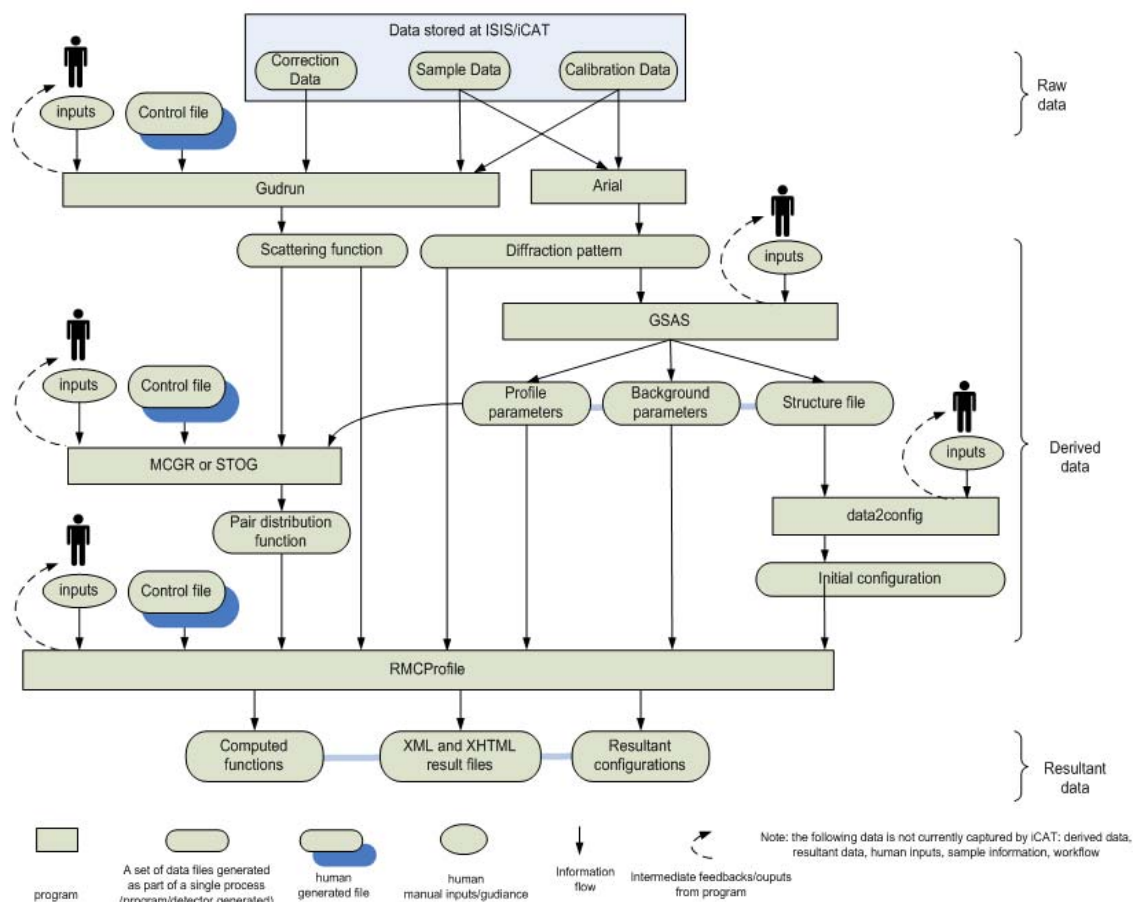 Data stored at ISIS/iCAT
Correction
Data
Sample Data
Calibration Data
Raw
data
inputs
Control file
Gudrun
Arial
Scattering function
Diffraction pattern
inputs
GSAS
inputs
Control file
Profile
parameters
Background
parameters
Structure file
inputs
Derived
data
MCGR or STOG
data2config
Pair distribution
function
inputs
Control file
Initial configuration
RMCProfile
Computed
functions
XML and XHTML
result files
Resultant
configurations
Resultant
data
program
A set of data files generated
as part of a single process
(program/detector generated)
human
generated file
human
manual inputs/gudiance
Information
flow
Intermediate feedbacks/ouputs
from program
Note: the following data is not currently captured by iCAT: derived data,
resultant data, human inputs, sample information, workflow